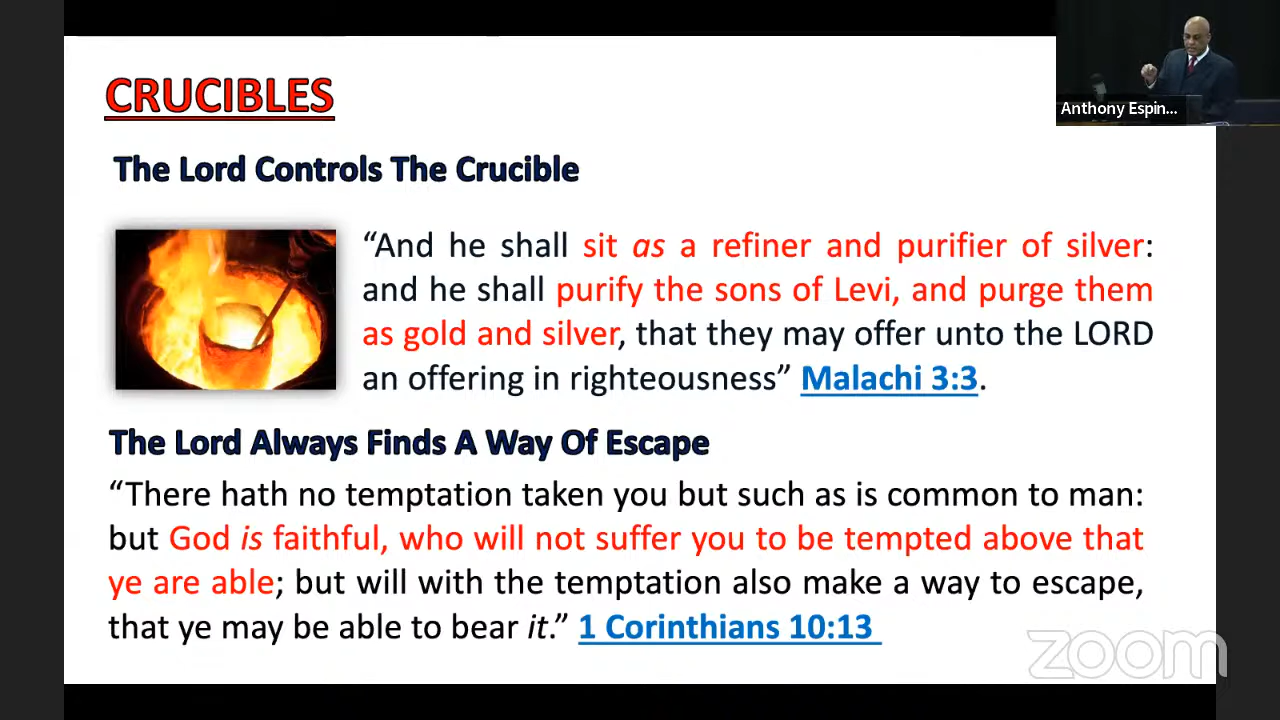 CRUCIBLES
Anthony Espin...
The Lord Controls The Crucible
“And he shall sit as a refiner and purifier of silver:
and he shall purify the sons of Levi, and purge them
as gold and silver, that they may offer unto the LORD
an offering in righteousness” Malachi 3:3.
The Lord Always Finds A Way Of Escape
“There hath no temptation taken you but such as is common to man:
but God is faithful, who will not suffer you to be tempted above that
ye are able; but will with the temptation also make a way to escape,
that ye may be able to bear it.” 1 Corinthians 10:13
zoom